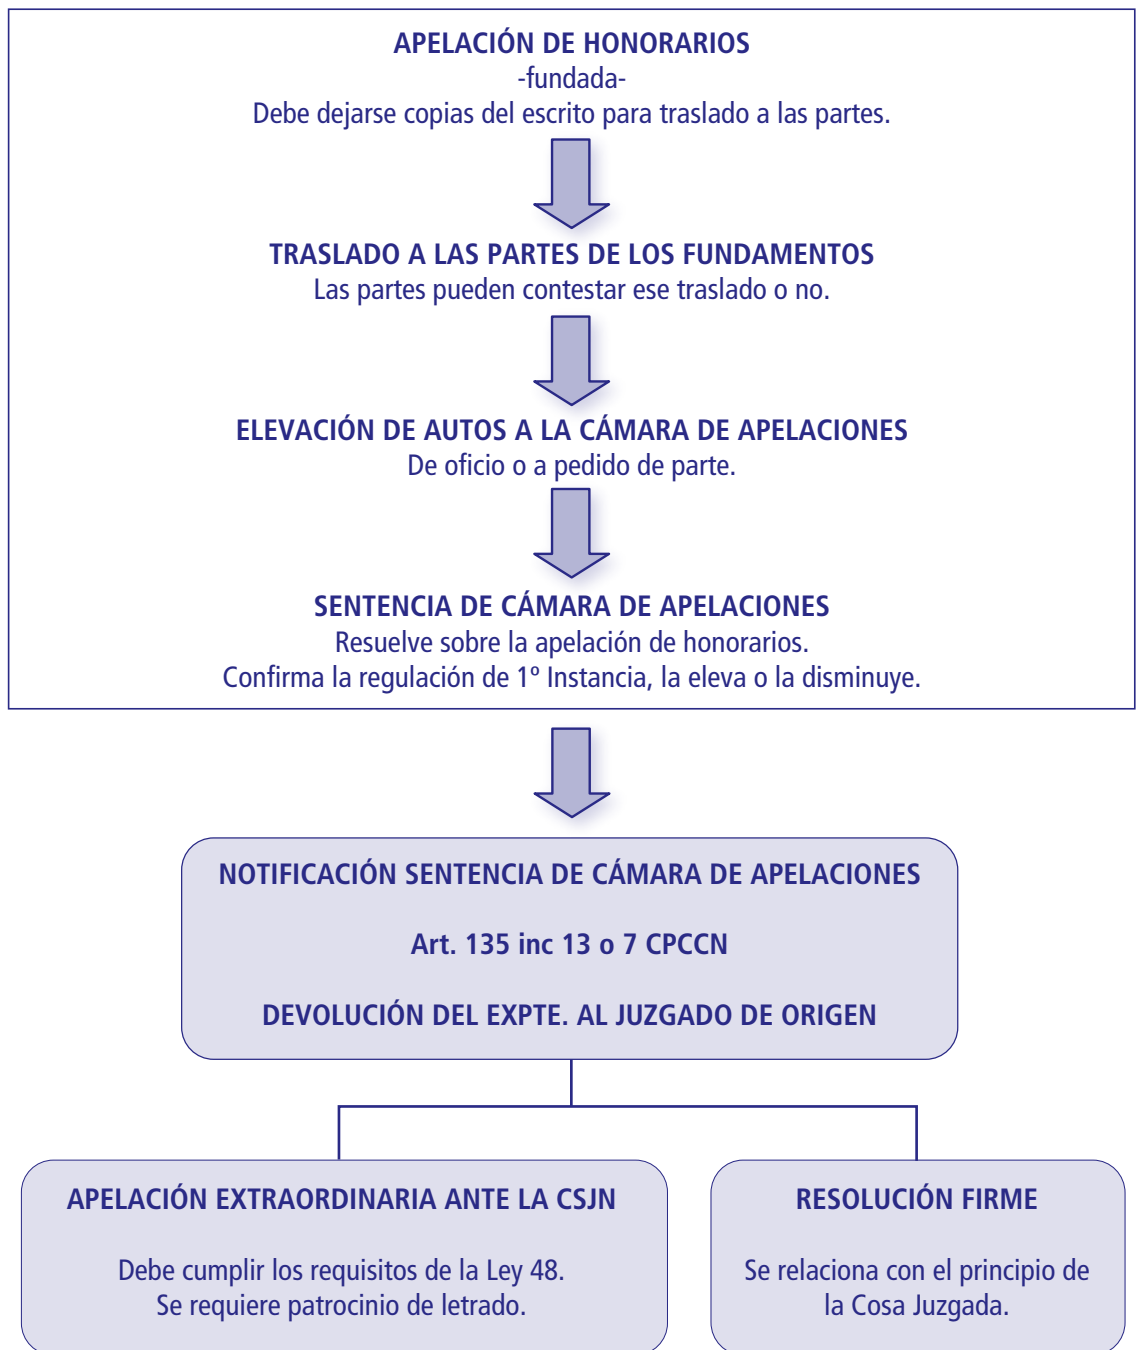 APELACIÓN DE HONORARIOS
-fundada-
Debe dejarse copias del escrito para traslado a las partes.
TRASLADO A LAS PARTES DE LOS FUNDAMENTOS
Las partes pueden contestar ese traslado o no.
ELEVACIÓN DE AUTOS A LA CÁMARA DE APELACIONES
De oficio o a pedido de parte.
SENTENCIA DE CÁMARA DE APELACIONES
Resuelve sobre la apelación de honorarios.
Confirma la regulación de 1º Instancia, la eleva o la disminuye.
NOTIFICACIÓN SENTENCIA DE CÁMARA DE APELACIONES
Art. 135 inc 13 o 7 CPCCN
DEVOLUCIÓN DEL EXPTE. AL JUZGADO DE ORIGEN
APELACIÓN EXTRAORDINARIA ANTE LA CSJN
Debe cumplir los requisitos de la Ley 48.
Se requiere patrocinio de letrado.
RESOLUCIÓN FIRME
Se relaciona con el principio de
la Cosa Juzgada.